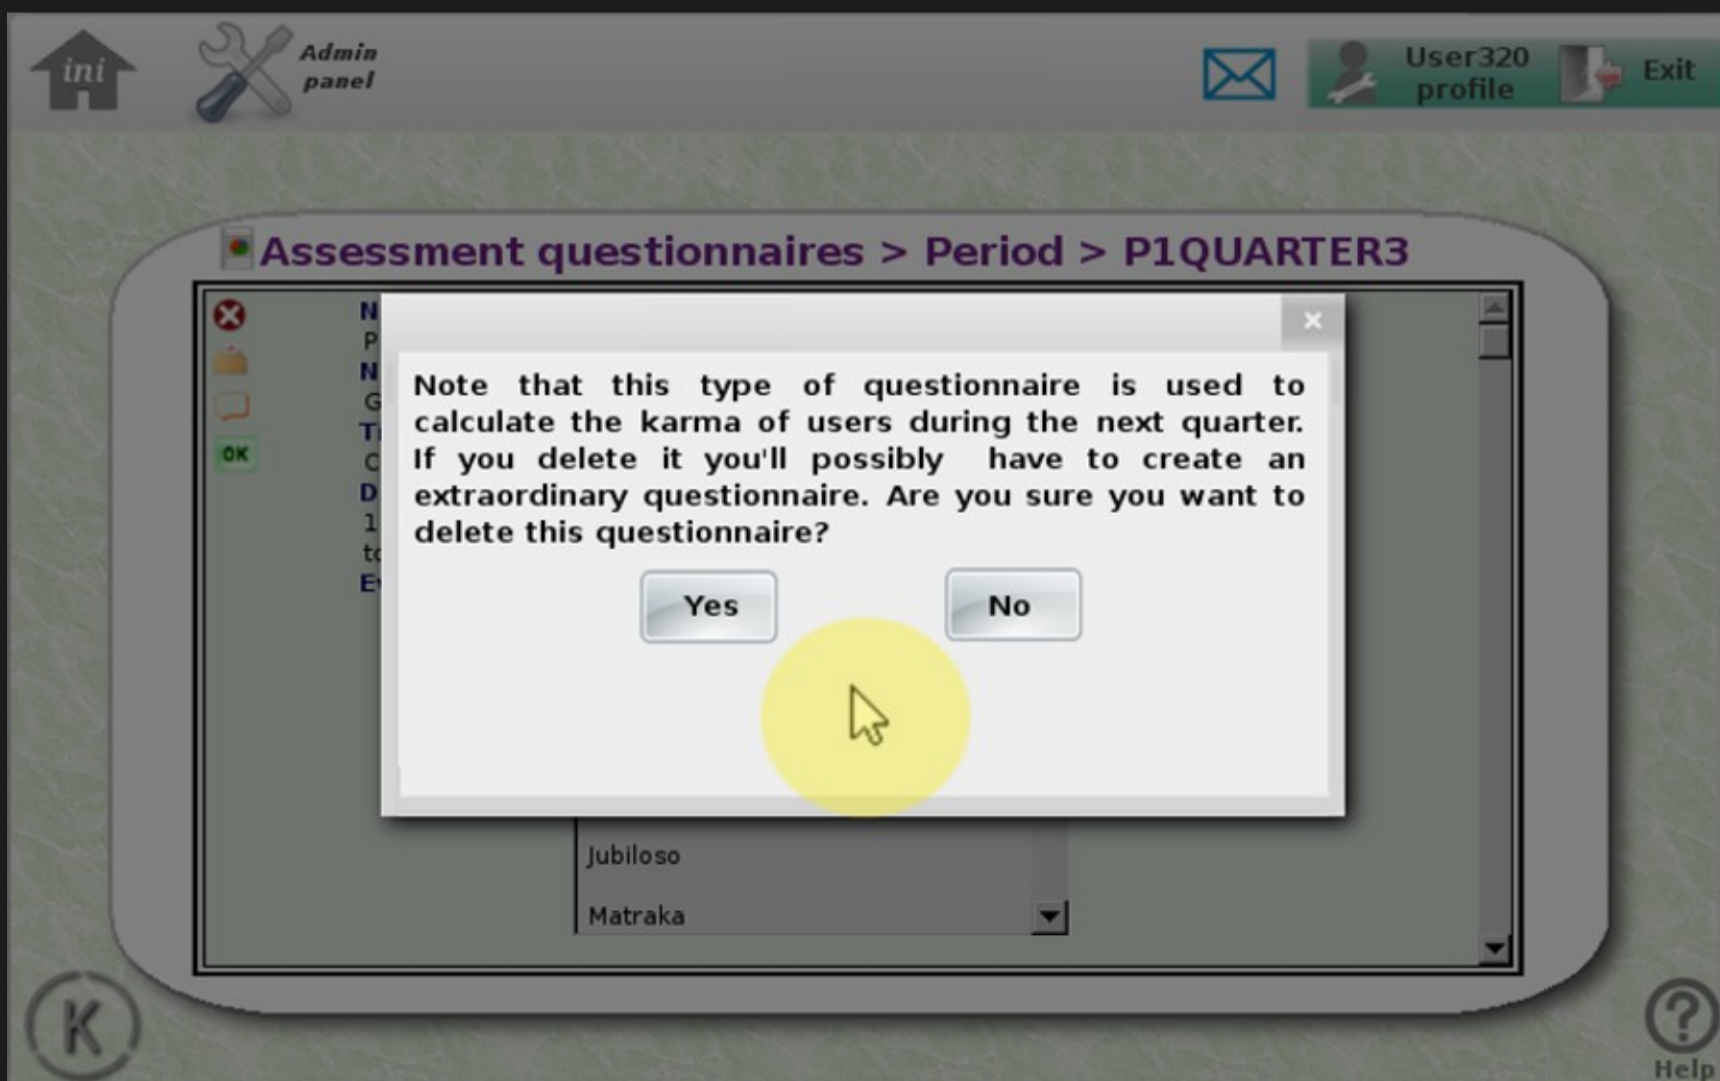 ini
Admin
panel
User320
profile
Exit
Assessment questionnaires > Period > P1QUARTER3
Note that this type of questionnaire is used to
calculate the karma of users during the next quarter.
If you delete it you'll possibly have to create an
extraordinary questionnaire. Are you sure you want to
delete this questionnaire?
Yes
No
OK
Jubiloso
Matraka
K
?
Help